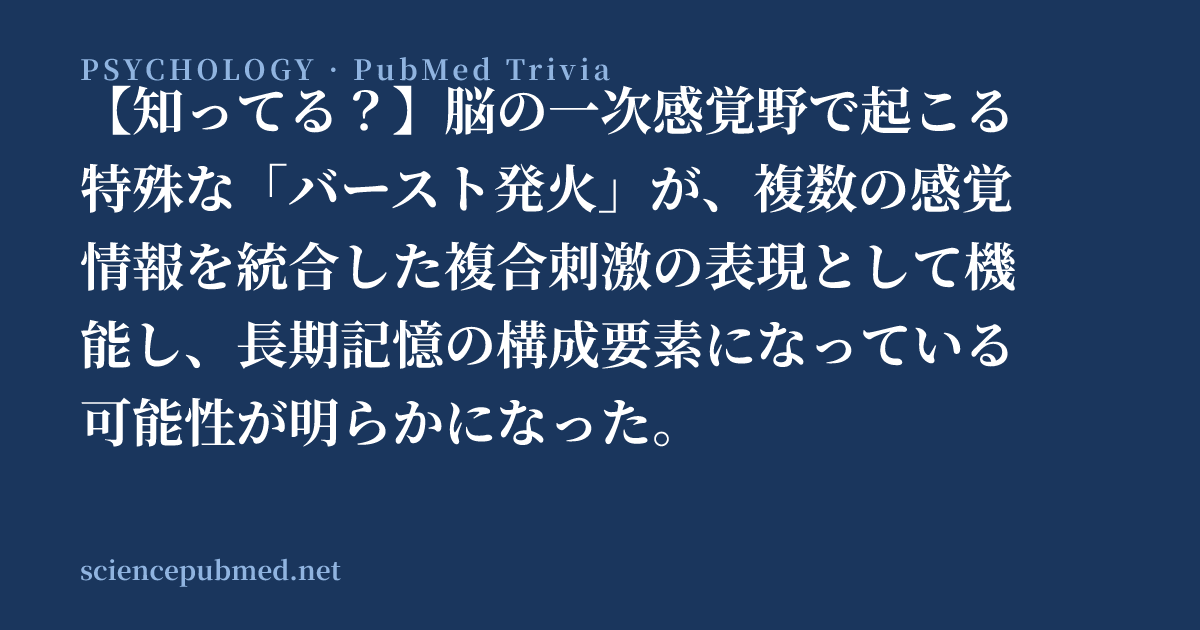 PSYCHOLOGY · PubMed Trivia
【知ってる？】脳の一次感覚野で起こる
特殊な「バースト発火」が、複数の感覚
情報を統合した複合刺激の表現として機
能し、長期記憶の構成要素になっている
可能性が明らかになった。
sciencepubmed.net